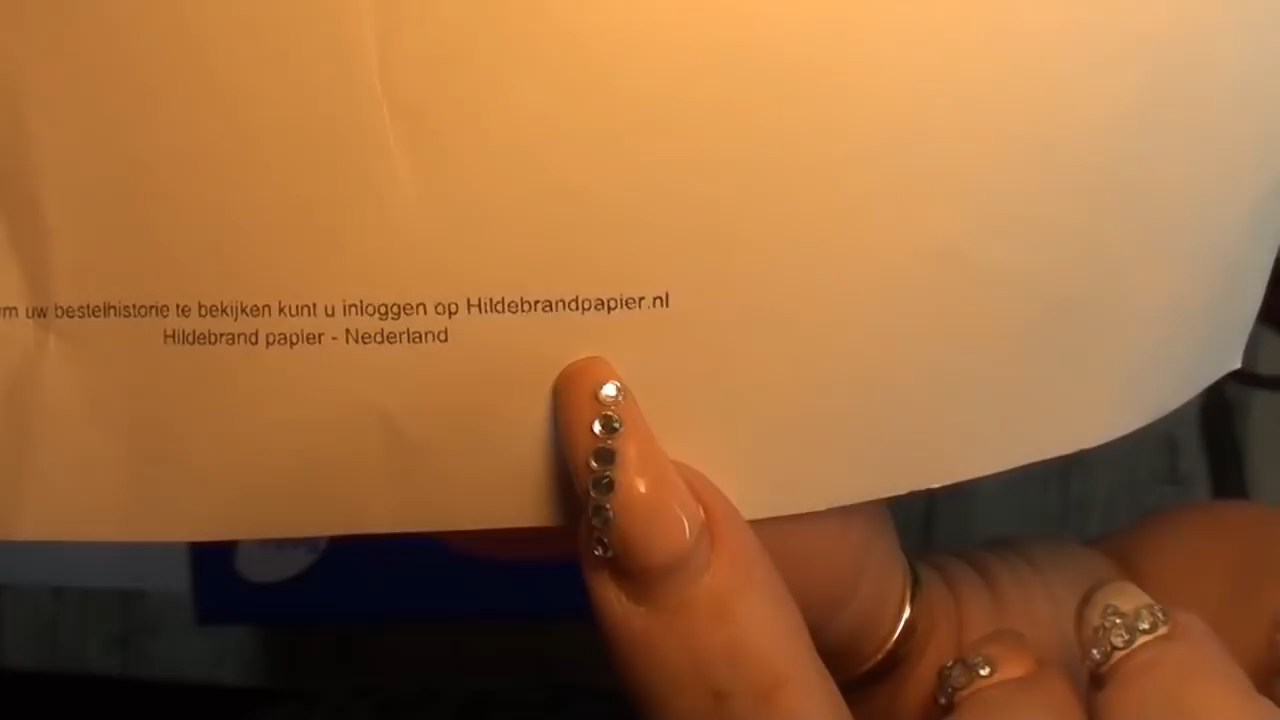 uw bestelhistorie te bekijken kunt u inloggen op Hildebrandpapier.nl
Hildebrand papier - Nederland